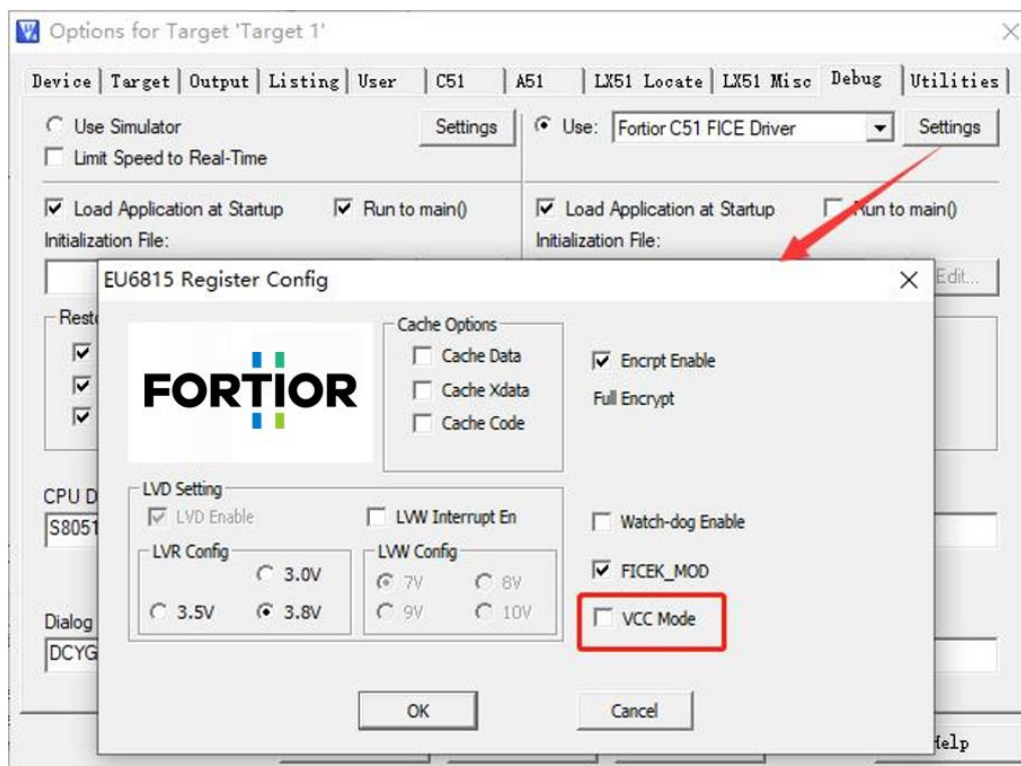 Options for Target 'Target 1'
Device Target Output Listing User C51 A51 LX51 Locate LX51 Misc Debug Utilities
Use Simulator Settings Use: Fortior C51 FICE Driver Settings
Limit Speed to Real-Time
Load Application at Startup Run to main() Load Application at Startup Run to main()
Initialization File: Initialization File:
EU6815 Register Config
Edit...
Resto
Cache Options
Cache Data
Cache Xdata
Cache Code
FORTIOR
Encrpt Enable
Full Encrypt
CPU D
S8051
LVD Setting
LVD Enable LVW Interrupt En
LVR Config LVW Config
3.0V 7V 8V
3.5V 3.8V 9V 10V
Watch-dog Enable
FICEK_MOD
VCC Mode
Dialog
DCYG
OK Cancel
Help